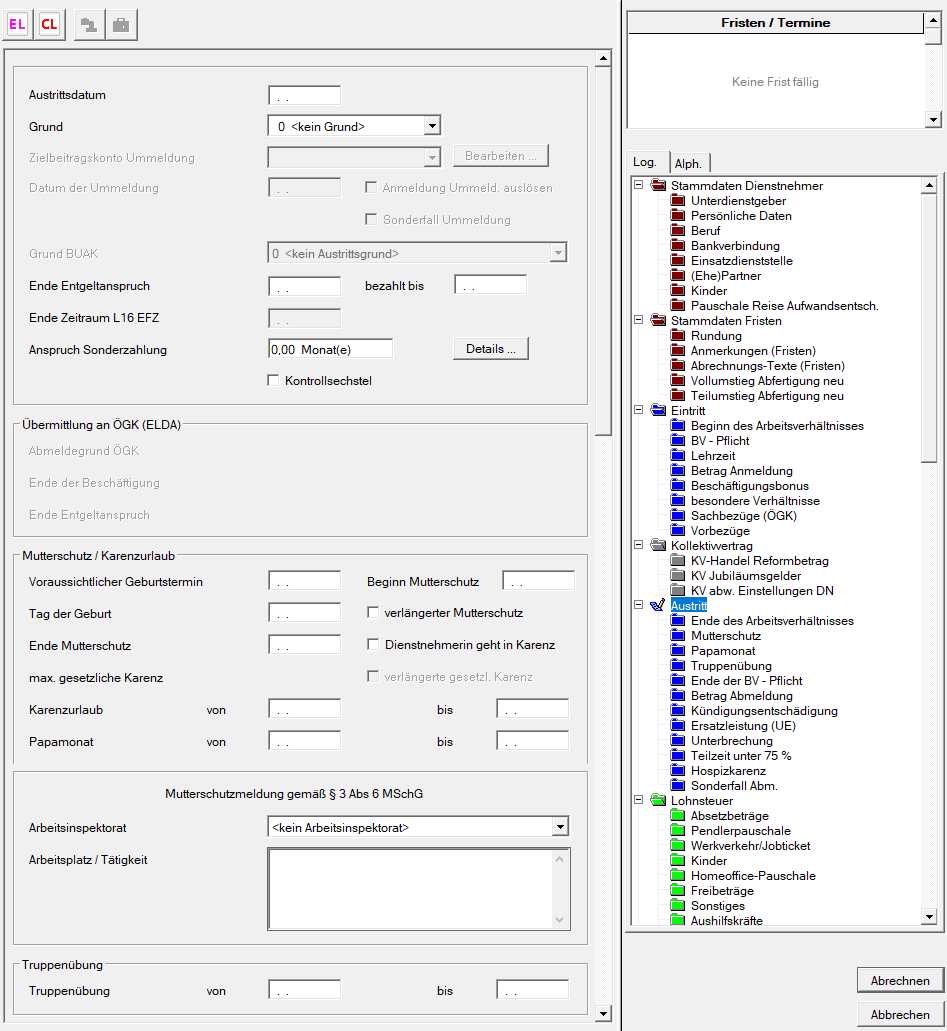 EL CL
Austrittsdatum . .
Grund 0 <kein Grund>
Zielbeitragskonto Ummeldung Bearbeiten ...
Datum der Ummeldung . . Anmeldung Ummeld. auslösen
Sonderfall Ummeldung
Grund BUAK 0 <kein Austrittsgrund>
Ende Entgeltanspruch . . bezahlt bis . .
Ende Zeitraum L16 EFZ . .
Anspruch Sonderzahlung 0,00 Monat(e) Details ...
Kontrollsechstel
Übermittlung an ÖGK (ELDA)
Abmeldegrund ÖGK
Ende der Beschäftigung
Ende Entgeltanspruch
Mutterschutz / Karenzurlaub
Voraussichtlicher Geburtstermin . . Beginn Mutterschutz . .
Tag der Geburt . . verlängerter Mutterschutz
Ende Mutterschutz . . Dienstnehmerin geht in Karenz
max. gesetzliche Karenz verlängerte gesetzl. Karenz
Karenzurlaub von . . bis . .
Papamonat von . . bis . .
Mutterschutzmeldung gemäß § 3 Abs 6 MSchG
Arbeitsinspektorat <kein Arbeitsinspektorat>
Arbeitsplatz / Tätigkeit
Truppenübung
Truppenübung von . . bis . .
Fristen / Termine
Keine Frist fällig
Log. Alph.
Stammdaten Dienstnehmer
Unterdienstgeber
Persönliche Daten
Beruf
Bankverbindung
Einsatzdienststelle
(Ehe)Partner
Kinder
Pauschale Reise Aufwandsentsch.
Stammdaten Fristen
Rundung
Anmerkungen (Fristen)
Abrechnungs-Texte (Fristen)
Vollumstieg Abfertigung neu
Teilumstieg Abfertigung neu
Eintritt
Beginn des Arbeitsverhältnisses
BV - Pflicht
Lehrzeit
Betrag Anmeldung
Beschäftigungsbonus
besondere Verhältnisse
Sachbezüge (ÖGK)
Vorbezüge
Kollektivvertrag
KV-Handel Reformbetrag
KV Jubiläumsgelder
KV abw. Einstellungen DN
Austritt
Ende des Arbeitsverhältnisses
Mutterschutz
Papamonat
Truppenübung
Ende der BV - Pflicht
Betrag Abmeldung
Kündigungsentschädigung
Ersatzleistung (UE)
Unterbrechung
Teilzeit unter 75 %
Hospizkarenz
Sonderfall Abm.
Lohnsteuer
Absetzbeträge
Pendlerpauschale
Werkverkehr/Jobticket
Kinder
Homeoffice-Pauschale
Freibeträge
Sonstiges
Aushilfskräfte
Abrechnen
Abbrechen